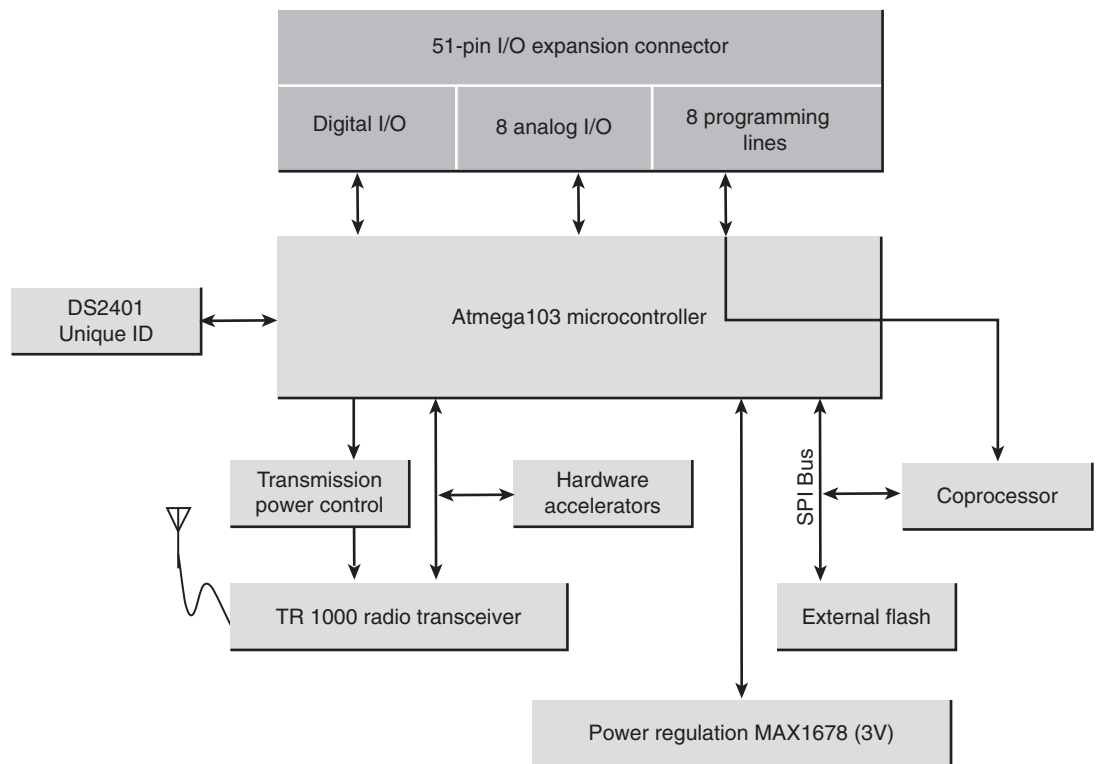 51-pin I/O expansion connector
Digital I/O
8 analog I/O
8 programming
lines
DS2401
Unique ID
Atmega103 microcontroller
Transmission
power control
Hardware
accelerators
SPI Bus
Coprocessor
TR 1000 radio transceiver
External flash
Power regulation MAX1678 (3V)